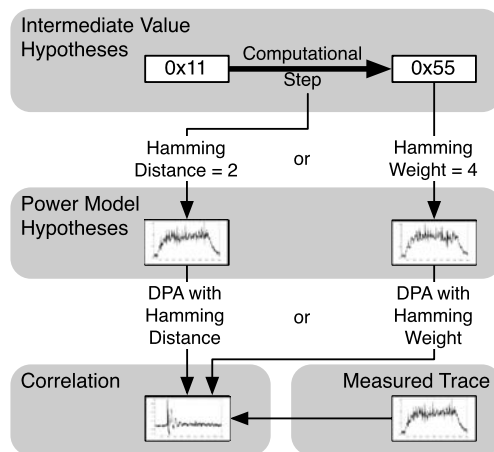 Intermediate Value
Hypotheses
Computational
Step
0x11
0x55
Hamming
Distance = 2
or
Hamming
Weight = 4
Power Model
Hypotheses
DPA with
Hamming
Distance
or
DPA with
Hamming
Weight
Correlation
Measured Trace